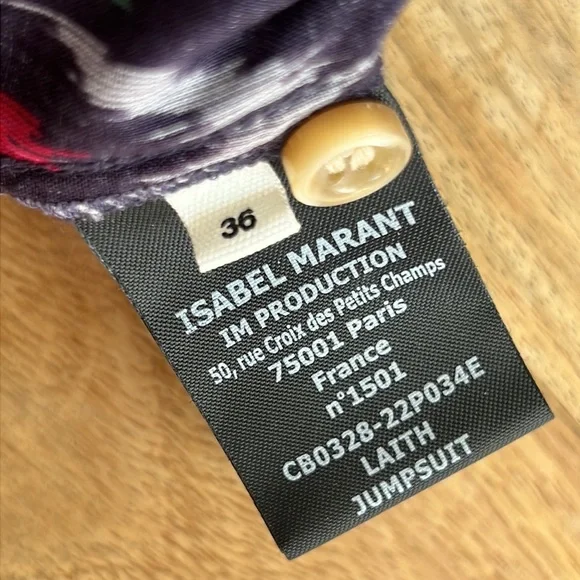 36
ISABEL MARANT
IM PRODUCTION
50, rue Croix des Petits Champs
75001 Paris
France
n°1501
CB0328-22P034E
LAITH
JUMPSUIT